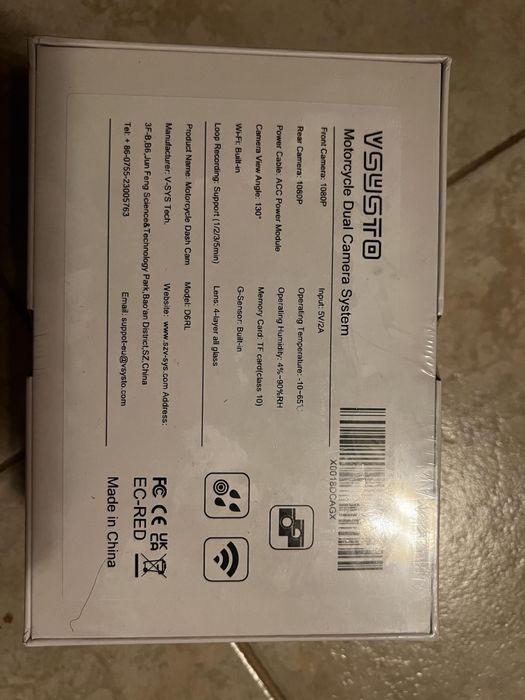 VSYSTO
Motorcycle Dual Camera System
X0018DCAGX
Front Camera: 1080P Input: 5V/2A
Rear Camera: 1080P Operating Temperature: -10~65℃
Power Cable: ACC Power Module Operating Humidity: 4%~90%RH
Camera View Angle: 130° Memory Card: TF card(class 10)
Wi-Fi: Built-in G-Sensor: Built-in
Loop Recording: Support (1/2/3/5min) Lens: 4-layer all glass
Product Name: Motorcycle Dash Cam Model: D6RL
Manufacturer: V-SYS Tech. Website: www.szv-sys.com Address:
3F-B,B6,Jun Feng Science&Technology Park,Bao'an District,SZ,China
Tel: + 86-0755-23005763 Email: suppot-eu@vsysto.com
FC CE UK CA
EC-RED
Made in China